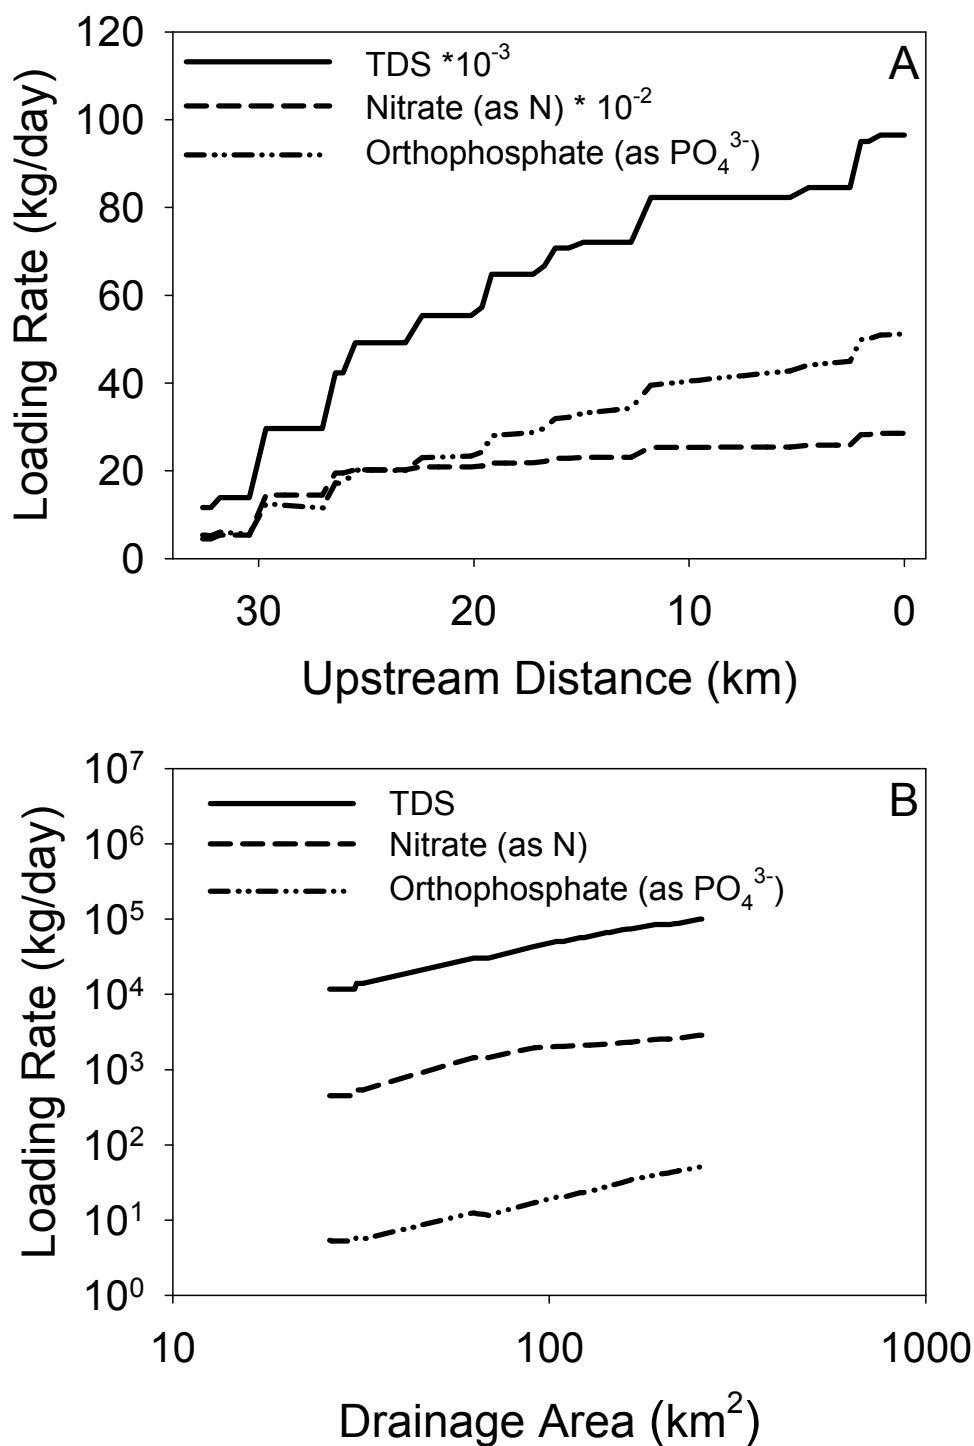 A
TDS *10⁻³
Nitrate (as N) * 10⁻²
Orthophosphate (as PO₄³⁻)
Loading Rate (kg/day)
120
100
80
60
40
20
0
30 20 10 0
Upstream Distance (km)
B
TDS
Nitrate (as N)
Orthophosphate (as PO₄³⁻)
Loading Rate (kg/day)
10⁷
10⁶
10⁵
10⁴
10³
10²
10¹
10⁰
10 100 1000
Drainage Area (km²)